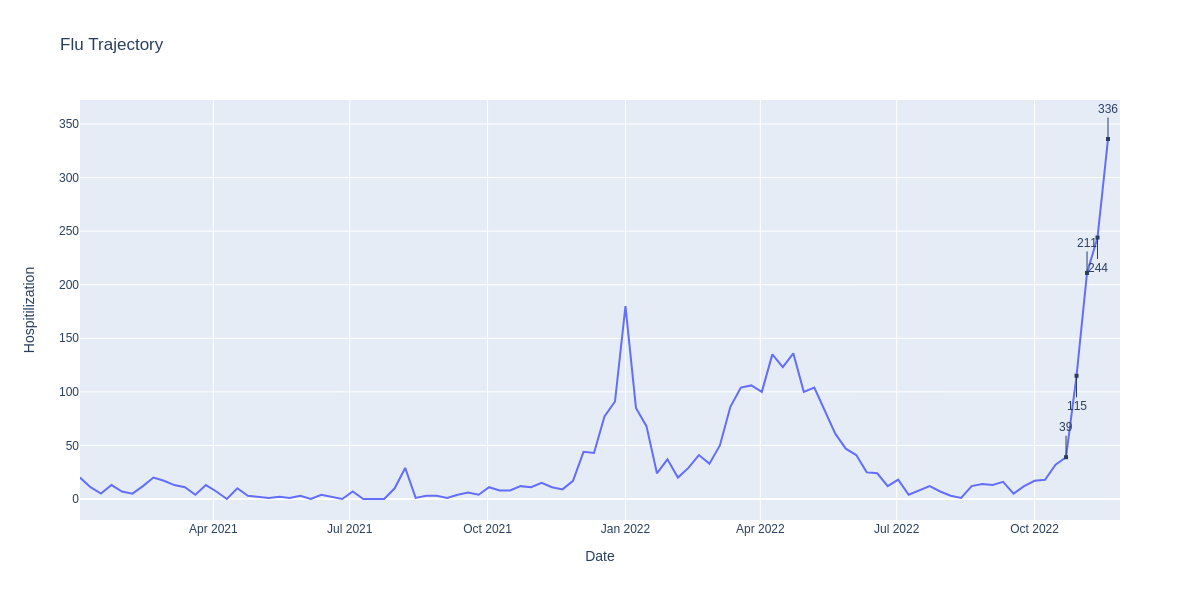 Flu Trajectory
Hospitilization
350
300
250
200
150
100
50
0
336
211
244
115
39
Apr 2021
Jul 2021
Oct 2021
Jan 2022
Apr 2022
Jul 2022
Oct 2022
Date